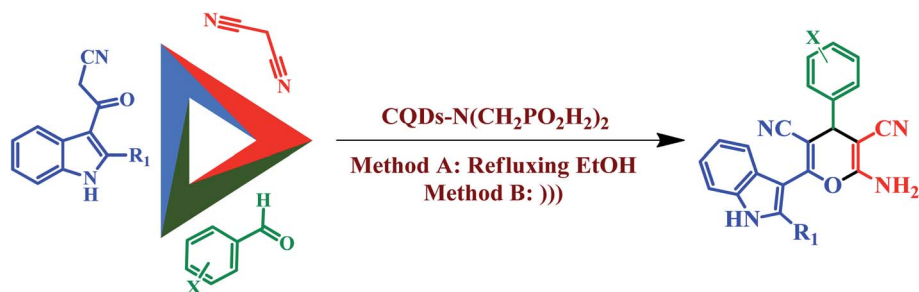 CN
O
R₁
N
H
N
N
H
O
X
CQDs-N(CH₂PO₂H₂)₂
Method A: Refluxing EtOH
Method B: )))
X
NC
CN
O
NH₂
HN
R₁